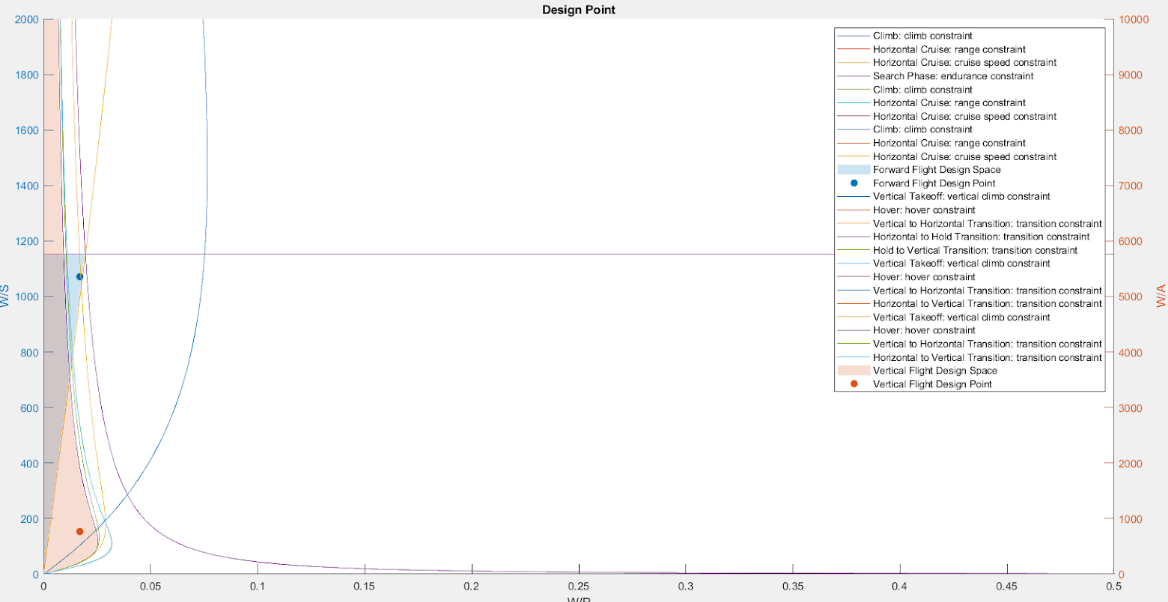 Design Point
2000
1800
1600
1400
1200
1000
800
600
400
200
0
W/S
10000
9000
8000
7000
6000
5000
4000
3000
2000
1000
0
W/A
Climb: climb constraint
Horizontal Cruise: range constraint
Horizontal Cruise: cruise speed constraint
Search Phase: endurance constraint
Climb: climb constraint
Horizontal Cruise: range constraint
Horizontal Cruise: cruise speed constraint
Climb: climb constraint
Horizontal Cruise: range constraint
Horizontal Cruise: cruise speed constraint
Forward Flight Design Space
Forward Flight Design Point
Vertical Takeoff: vertical climb constraint
Hover: hover constraint
Vertical to Horizontal Transition: transition constraint
Horizontal to Hold Transition: transition constraint
Hold to Vertical Transition: transition constraint
Vertical Takeoff: vertical climb constraint
Hover: hover constraint
Vertical to Horizontal Transition: transition constraint
Horizontal to Vertical Transition: transition constraint
Vertical Takeoff: vertical climb constraint
Hover: hover constraint
Vertical to Horizontal Transition: transition constraint
Horizontal to Vertical Transition: transition constraint
Vertical Flight Design Space
Vertical Flight Design Point
0 0.05 0.1 0.15 0.2 0.25 0.3 0.35 0.4 0.45 0.5